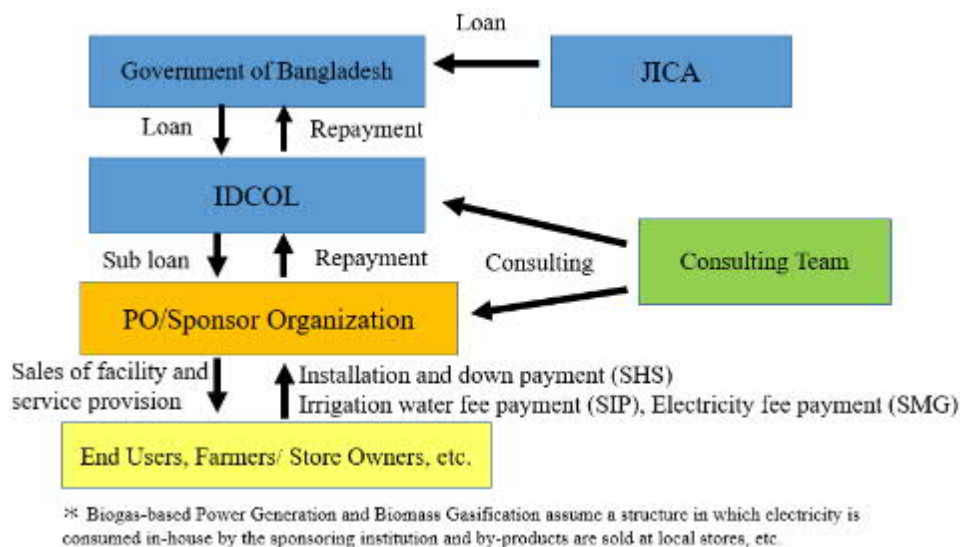 Loan
Government of Bangladesh
JICA
Loan
Repayment
IDCOL
Sub loan
Repayment
Consulting
Consulting Team
PO/Sponsor Organization
Sales of facility and
service provision
Installation and down payment (SHS)
Irrigation water fee payment (SIP), Electricity fee payment (SMG)
End Users, Farmers/ Store Owners, etc.
※ Biogas-based Power Generation and Biomass Gasification assume a structure in which electricity is
consumed in-house by the sponsoring institution and by-products are sold at local stores, etc.